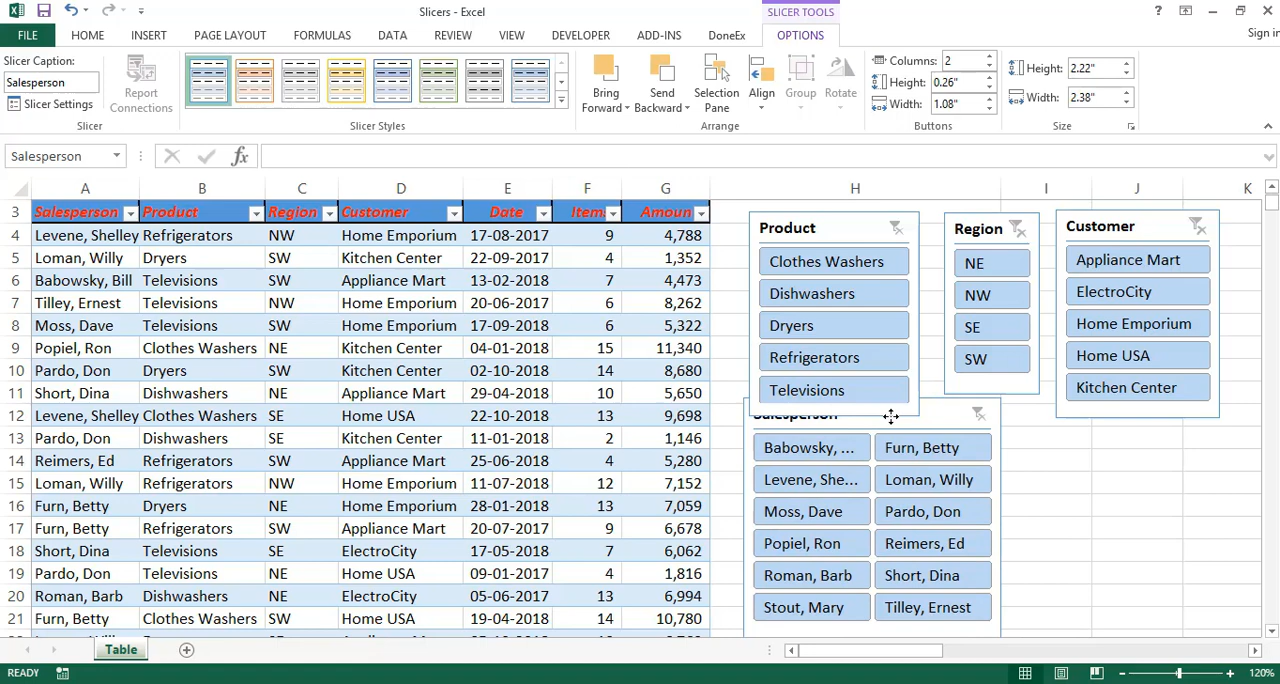 Slicers - Excel
SLICER TOOLS
FILE HOME INSERT PAGE LAYOUT FORMULAS DATA REVIEW VIEW DEVELOPER ADD-INS DoneEx OPTIONS Sign in
Slicer Caption:
Salesperson
Slicer Settings
Report Connections
Slicer
Slicer Styles
Bring Forward
Send Backward
Selection Pane
Align
Group
Rotate
Arrange
Columns: 2
Height: 0.26"
Width: 1.08"
Buttons
Height: 2.22"
Width: 2.38"
Size
Salesperson
fx
A B C D E F G H I J K
3 Salesperson Product Region Customer Date Items Amoun
4 Levene, Shelley Refrigerators NW Home Emporium 17-08-2017 9 4,788
5 Loman, Willy Dryers SW Kitchen Center 22-09-2017 4 1,352
6 Babowsky, Bill Televisions SW Appliance Mart 13-02-2018 7 4,473
7 Tilley, Ernest Televisions NW Home Emporium 20-06-2017 6 8,262
8 Moss, Dave Televisions SW Home Emporium 17-09-2018 6 5,322
9 Popiel, Ron Clothes Washers NE Kitchen Center 04-01-2018 15 11,340
10 Pardo, Don Dryers SW Kitchen Center 02-10-2018 14 8,680
11 Short, Dina Dishwashers NE Appliance Mart 29-04-2018 10 5,650
12 Levene, Shelley Clothes Washers SE Home USA 22-10-2018 13 9,698
13 Pardo, Don Dishwashers SE Kitchen Center 11-01-2018 2 1,146
14 Reimers, Ed Refrigerators SW Appliance Mart 25-06-2018 4 5,280
15 Loman, Willy Refrigerators NW Home USA 11-07-2018 12 7,152
16 Furn, Betty Dryers NE Home Emporium 28-01-2018 13 7,059
17 Furn, Betty Refrigerators SW Appliance Mart 20-07-2017 9 6,678
18 Short, Dina Televisions SE ElectroCity 17-05-2018 7 6,062
19 Pardo, Don Televisions NE Home USA 09-01-2017 4 1,816
20 Roman, Barb Dishwashers NE ElectroCity 05-06-2017 13 6,994
21 Furn, Betty Clothes Washers SW Home USA 19-04-2018 14 10,780
Product
Clothes Washers
Dishwashers
Dryers
Refrigerators
Televisions
Region
NE
NW
SE
SW
Customer
Appliance Mart
ElectroCity
Home Emporium
Home USA
Kitchen Center
Salesperson
Babowsky, ... Furn, Betty
Levene, She... Loman, Willy
Moss, Dave Pardo, Don
Popiel, Ron Reimers, Ed
Roman, Barb Short, Dina
Stout, Mary Tilley, Ernest
Table
READY
120%